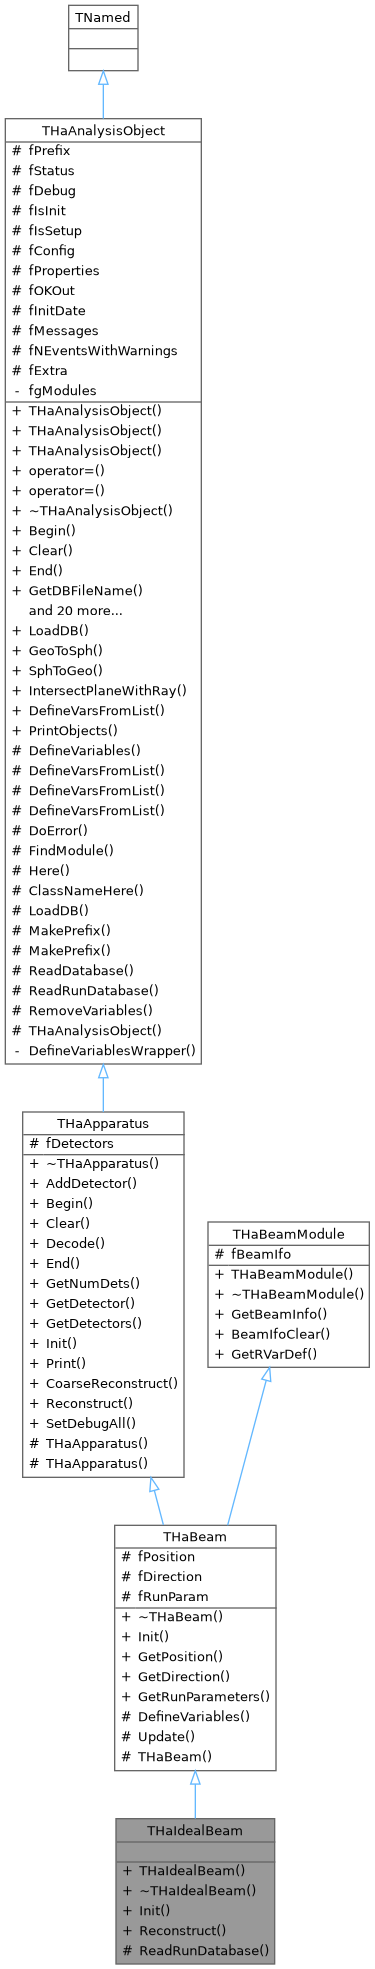 TNamed
THaAnalysisObject
# fPrefix
# fStatus
# fDebug
# fIsInit
# fIsSetup
# fConfig
# fProperties
# fOKOut
# fInitDate
# fMessages
# fNEventsWithWarnings
# fExtra
- fgModules
+ THaAnalysisObject()
+ THaAnalysisObject()
+ THaAnalysisObject()
+ operator=()
+ operator=()
+ ~THaAnalysisObject()
+ Begin()
+ Clear()
+ End()
+ GetDBFileName()
and 20 more...
+ LoadDB()
+ GeoToSph()
+ SphToGeo()
+ IntersectPlaneWithRay()
+ DefineVarsFromList()
+ PrintObjects()
# DefineVariables()
# DefineVarsFromList()
# DefineVarsFromList()
# DefineVarsFromList()
# DoError()
# FindModule()
# Here()
# ClassNameHere()
# LoadDB()
# MakePrefix()
# MakePrefix()
# ReadDatabase()
# ReadRunDatabase()
# RemoveVariables()
# THaAnalysisObject()
- DefineVariablesWrapper()
THaApparatus
# fDetectors
+ ~THaApparatus()
+ AddDetector()
+ Begin()
+ Clear()
+ Decode()
+ End()
+ GetNumDets()
+ GetDetector()
+ GetDetectors()
+ Init()
+ Print()
+ CoarseReconstruct()
+ Reconstruct()
+ SetDebugAll()
# THaApparatus()
# THaApparatus()
THaBeamModule
# fBeamIfo
+ THaBeamModule()
+ ~THaBeamModule()
+ GetBeamInfo()
+ BeamIfoClear()
+ GetRVarDef()
THaBeam
# fPosition
# fDirection
# fRunParam
+ ~THaBeam()
+ Init()
+ GetPosition()
+ GetDirection()
+ GetRunParameters()
# DefineVariables()
# Update()
# THaBeam()
THaIdealBeam
+ THaIdealBeam()
+ ~THaIdealBeam()
+ Init()
+ Reconstruct()
# ReadRunDatabase()